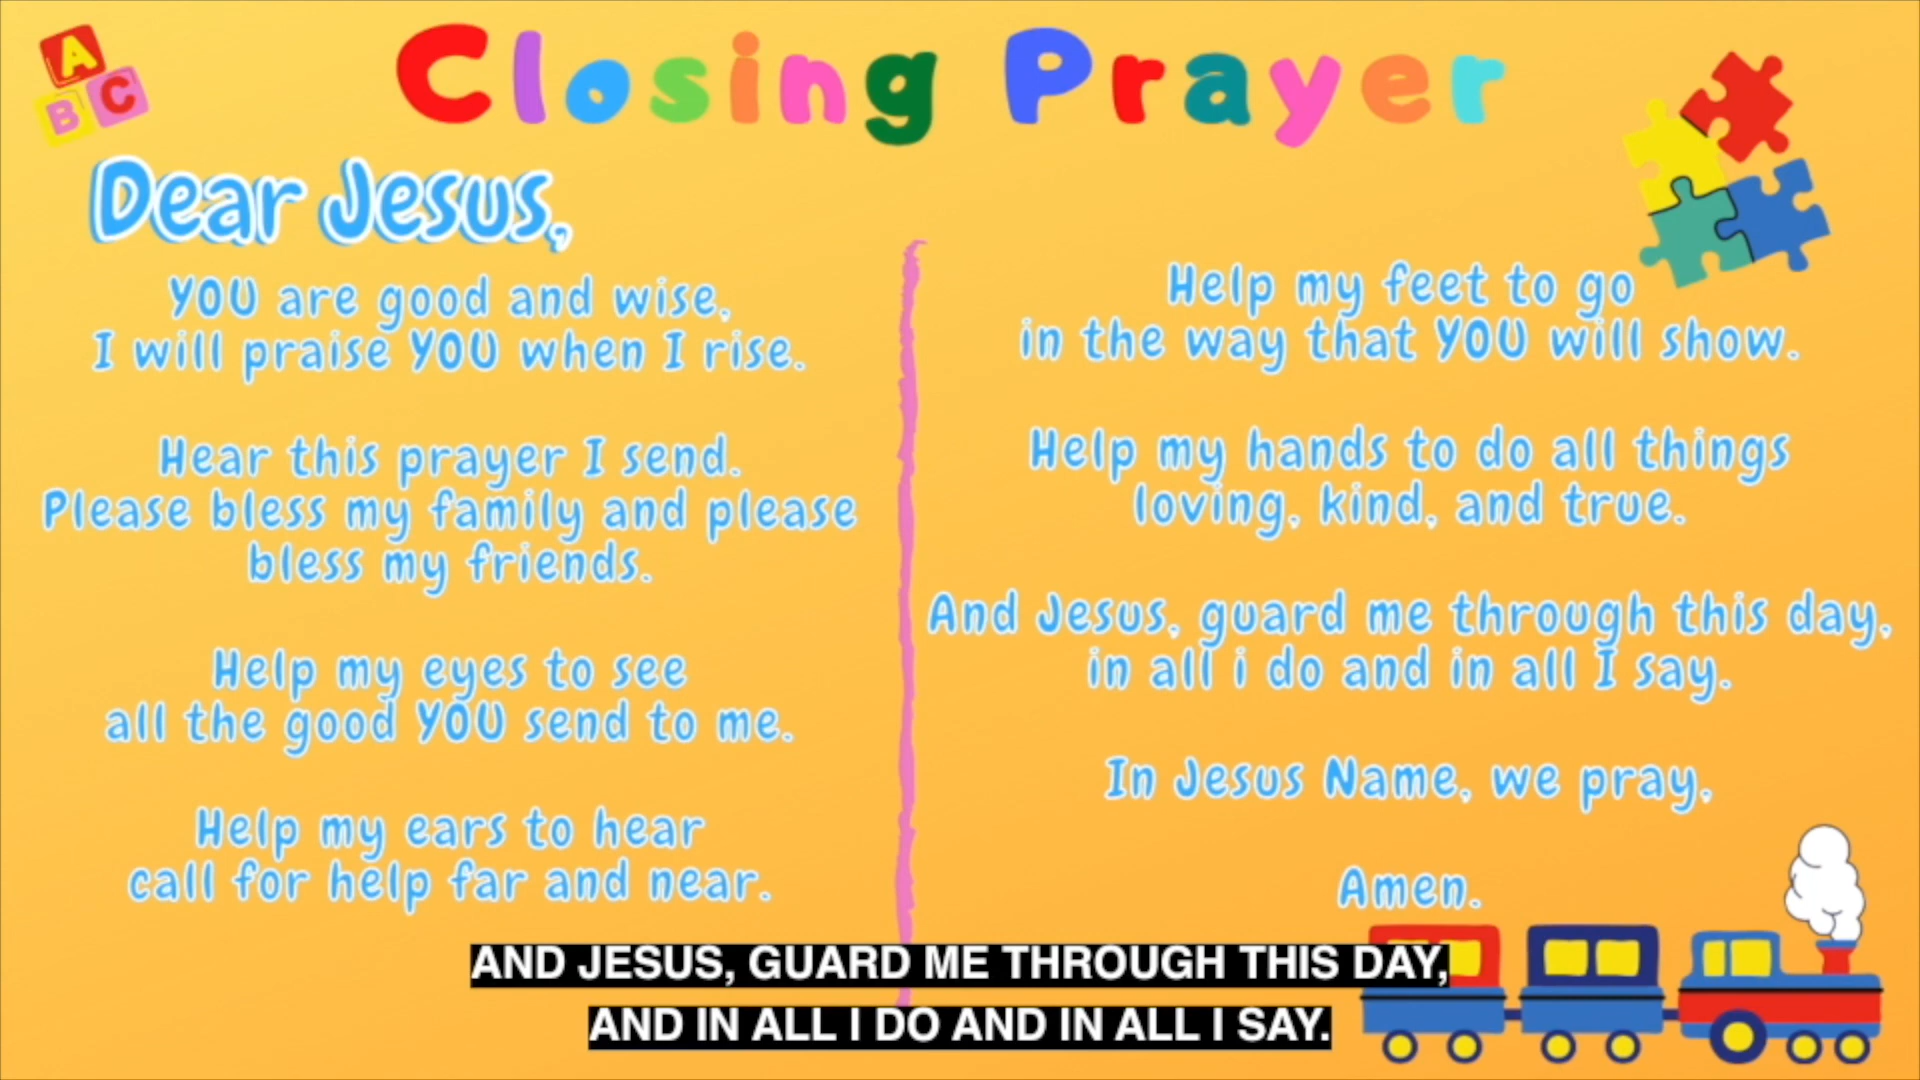 A
B
C
Closing Prayer
Dear Jesus,
YOU are good and wise,
I will praise YOU when I rise.
Hear this prayer I send.
Please bless my family and please
bless my friends.
Help my eyes to see
all the good YOU send to me.
Help my ears to hear
call for help far and near.
Help my feet to go
in the way that YOU will show.
Help my hands to do all things
loving, kind, and true.
And Jesus, guard me through this day,
in all i do and in all I say.
In Jesus Name, we pray,
Amen.
AND JESUS, GUARD ME THROUGH THIS DAY,
AND IN ALL I DO AND IN ALL I SAY.